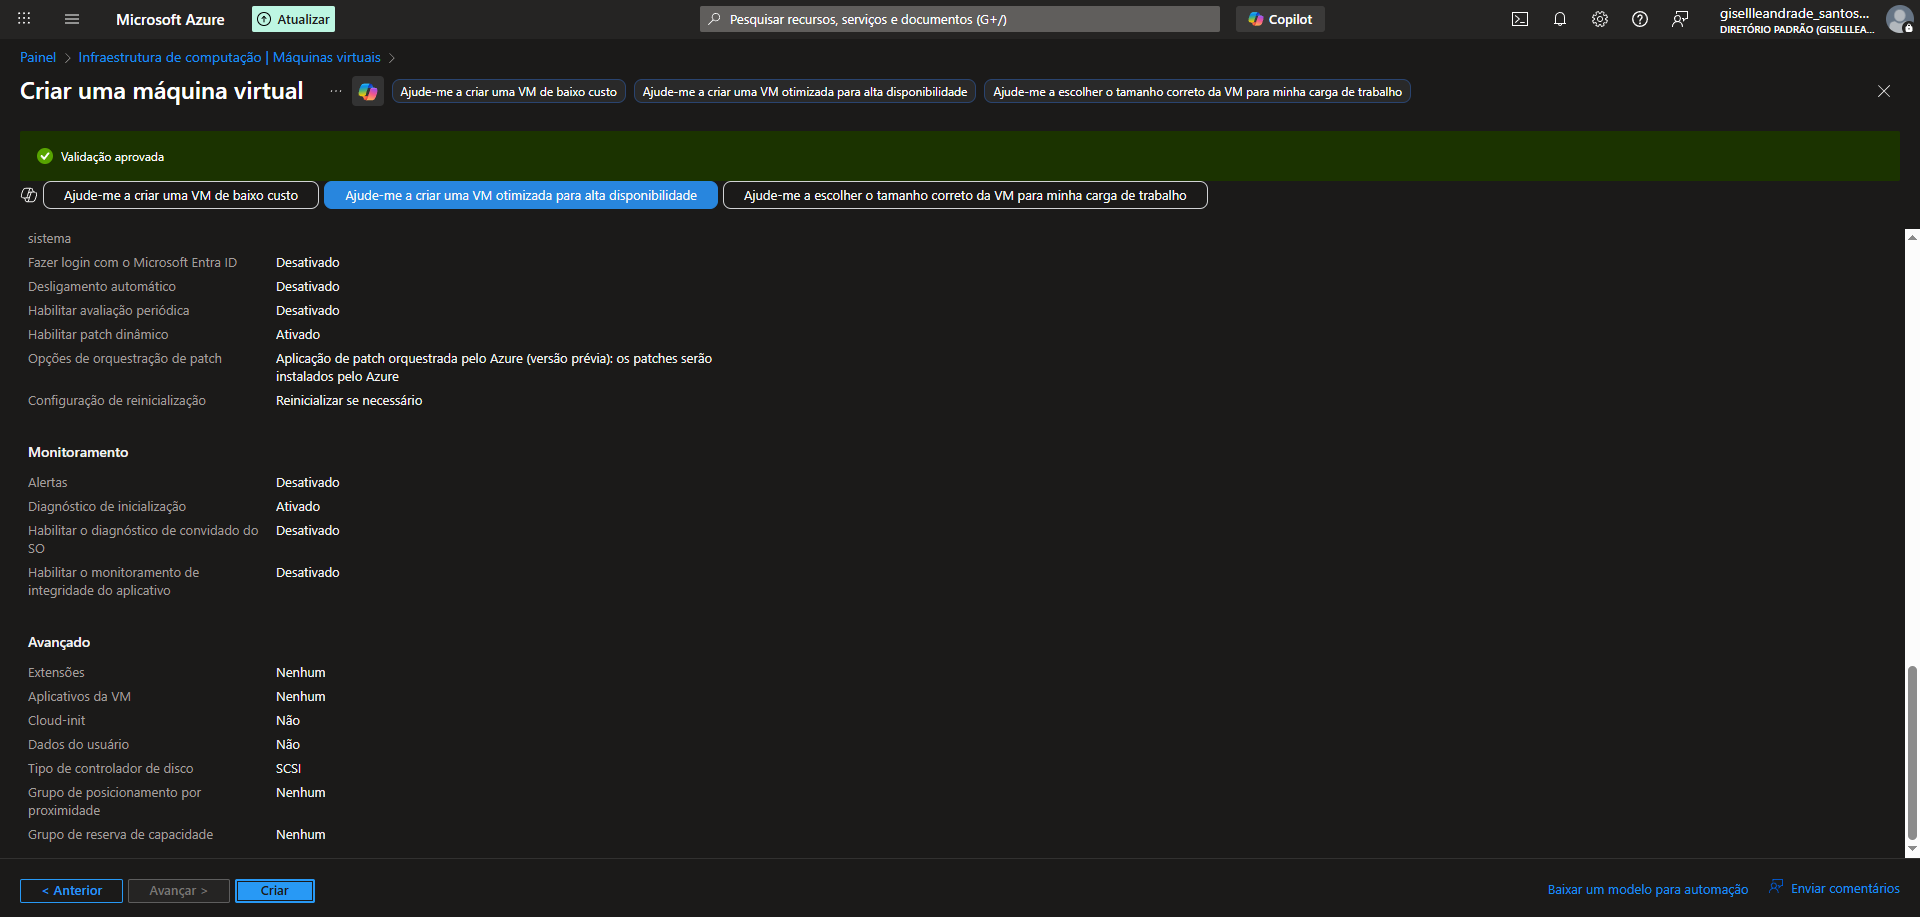 Microsoft Azure
Atualizar
Pesquisar recursos, serviços e documentos (G+/)
Copilot
gisellleandrade_santos...
DIRETÓRIO PADRÃO (GISELLLEA...
Painel > Infraestrutura de computação | Máquinas virtuais >
Criar uma máquina virtual ...
Ajude-me a criar uma VM de baixo custo
Ajude-me a criar uma VM otimizada para alta disponibilidade
Ajude-me a escolher o tamanho correto da VM para minha carga de trabalho
Validação aprovada
Ajude-me a criar uma VM de baixo custo
Ajude-me a criar uma VM otimizada para alta disponibilidade
Ajude-me a escolher o tamanho correto da VM para minha carga de trabalho
sistema
Fazer login com o Microsoft Entra ID Desativado
Desligamento automático Desativado
Habilitar avaliação periódica Desativado
Habilitar patch dinâmico Ativado
Opções de orquestração de patch Aplicação de patch orquestrada pelo Azure (versão prévia): os patches serão
instalados pelo Azure
Configuração de reinicialização Reinicializar se necessário
Monitoramento
Alertas Desativado
Diagnóstico de inicialização Ativado
Habilitar o diagnóstico de convidado do Desativado
SO
Habilitar o monitoramento de Desativado
integridade do aplicativo
Avançado
Extensões Nenhum
Aplicativos da VM Nenhum
Cloud-init Não
Dados do usuário Não
Tipo de controlador de disco SCSI
Grupo de posicionamento por Nenhum
proximidade
Grupo de reserva de capacidade Nenhum
< Anterior
Avançar >
Criar
Baixar um modelo para automação
Enviar comentários